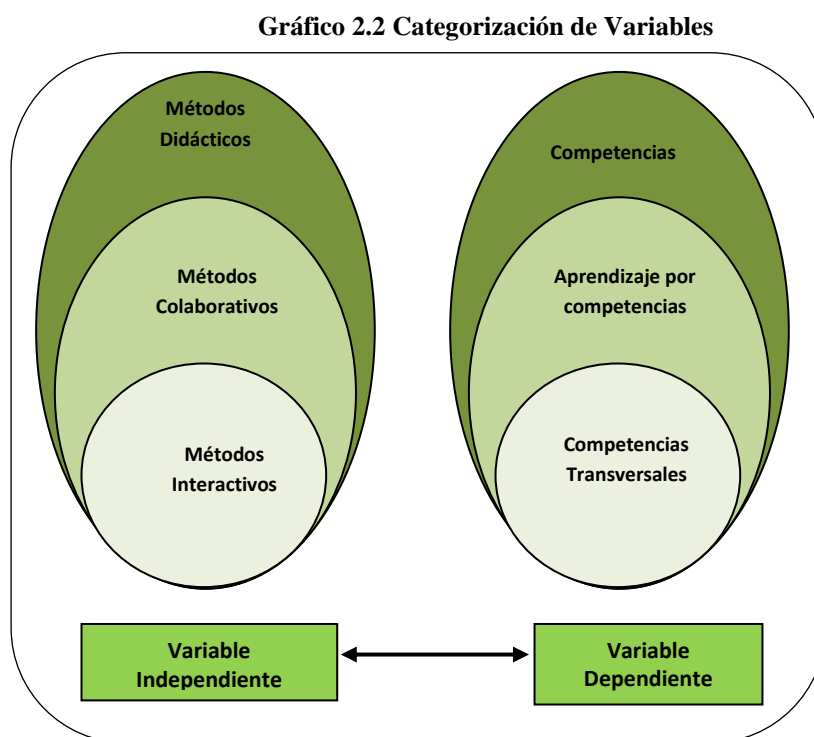 Gráfico 2.2 Categorización de Variables
Métodos
Didácticos
Métodos
Colaborativos
Métodos
Interactivos
Competencias
Aprendizaje por
competencias
Competencias
Transversales
Variable
Independiente
Variable
Dependiente